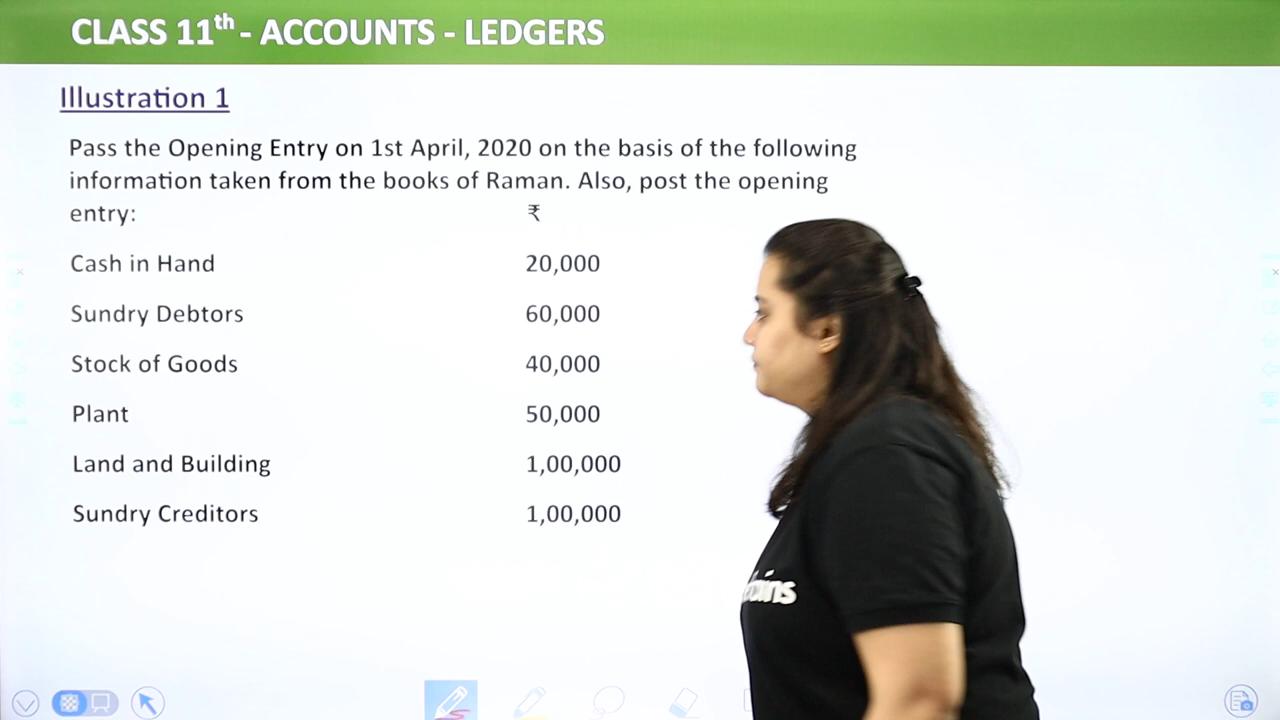 CLASS 11th - ACCOUNTS - LEDGERS
Illustration 1
Pass the Opening Entry on 1st April, 2020 on the basis of the following
information taken from the books of Raman. Also, post the opening
entry: ₹
Cash in Hand 20,000
Sundry Debtors 60,000
Stock of Goods 40,000
Plant 50,000
Land and Building 1,00,000
Sundry Creditors 1,00,000